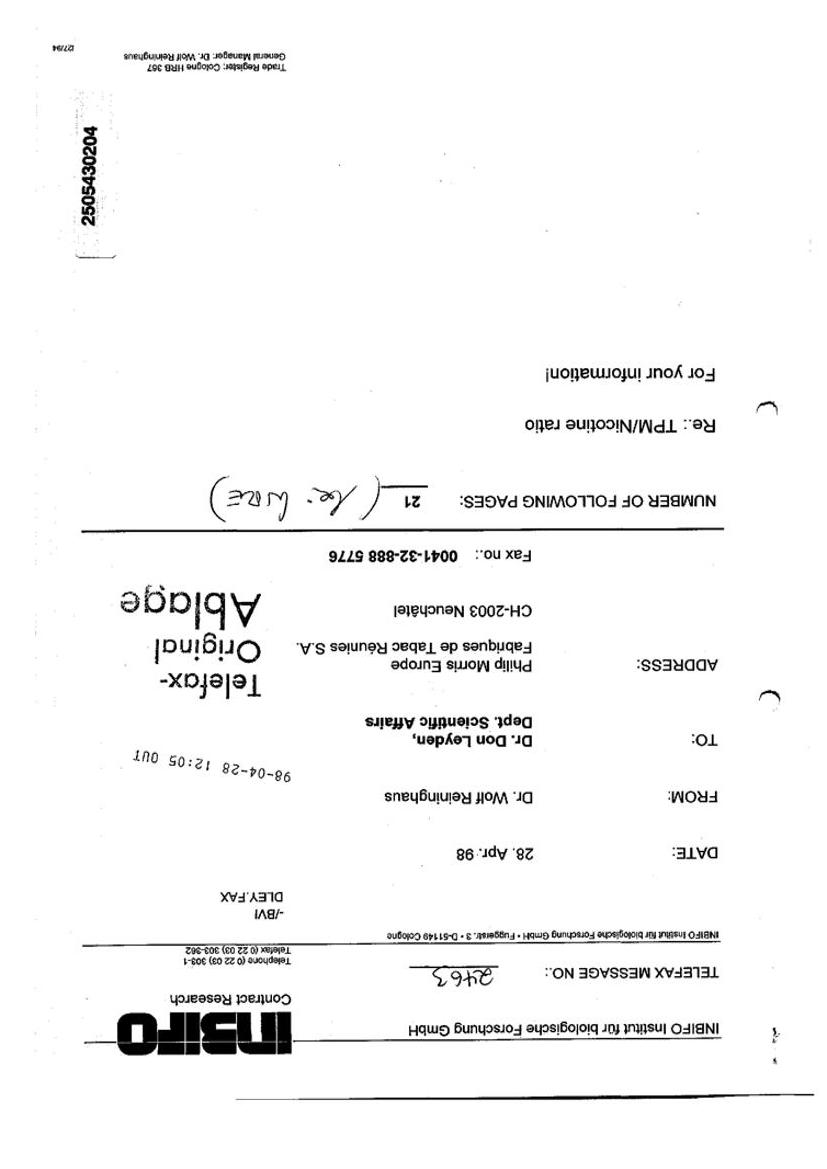 INBIFO Institut für biologische Forschung GmbH
INBIFO
Contract Research
TELEFAX MESSAGE NO.: 2463
Telephone (0 22 03) 303-1
Telefax (0 22 03) 303-362
INBIFO Institut für biologische Forschung GmbH • Fuggerstr. 3 • D-51149 Cologne
-/BVI
DLEY.FAX
DATE: 28. Apr. 98
FROM: Dr. Wolf Reininghaus
98-04-28 12:05 OUT
TO: Dr. Don Leyden,
Dept. Scientific Affairs
Telefax-
Original
Ablage
ADDRESS: Philip Morris Europe
Fabriques de Tabac Réunies S.A.
CH-2003 Neuchâtel
Fax no.: 0041-32-888 5776
NUMBER OF FOLLOWING PAGES: 21
Re.: TPM/Nicotine ratio
For your information!
2505430204
Trade Register: Cologne HRB 367
General Manager: Dr. Wolf Reininghaus